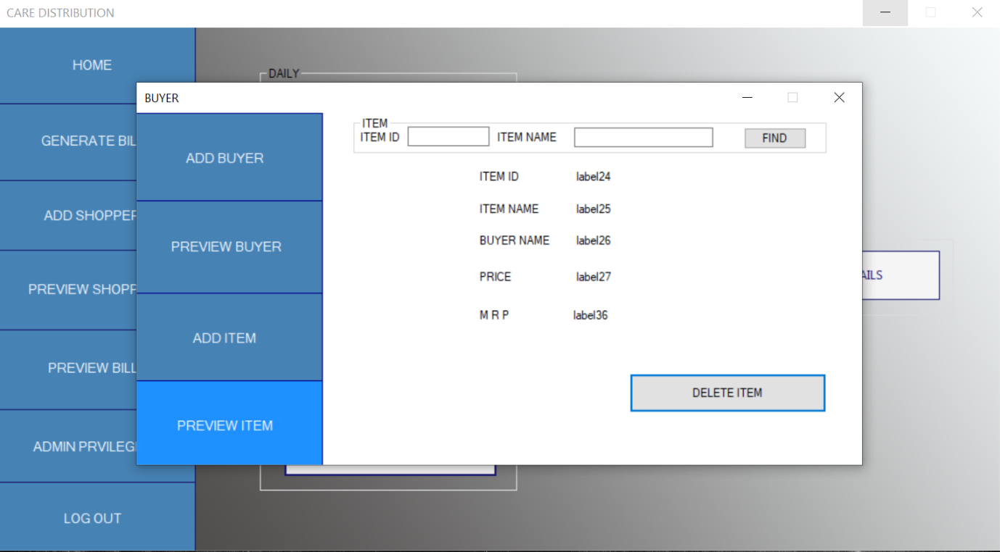 CARE DISTRIBUTION
HOME
GENERATE BIL
ADD SHOPPER
PREVIEW SHOPP
PREVIEW BILL
ADMIN PRVILEG
LOG OUT
DAILY
BUYER
ADD BUYER
PREVIEW BUYER
ADD ITEM
PREVIEW ITEM
ITEM
ITEM ID ITEM NAME FIND
ITEM ID label24
ITEM NAME label25
BUYER NAME label26
PRICE label27
M R P label36
DELETE ITEM
AILS